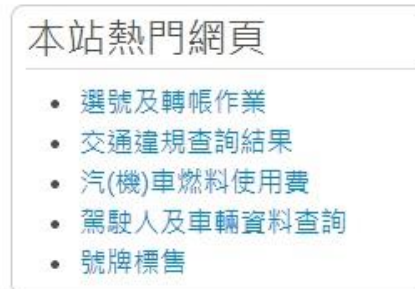 本站熱門網頁
選號及轉帳作業
交通違規查詢結果
汽(機)車燃料使用費
駕駛人及車輛資料查詢
號牌標售